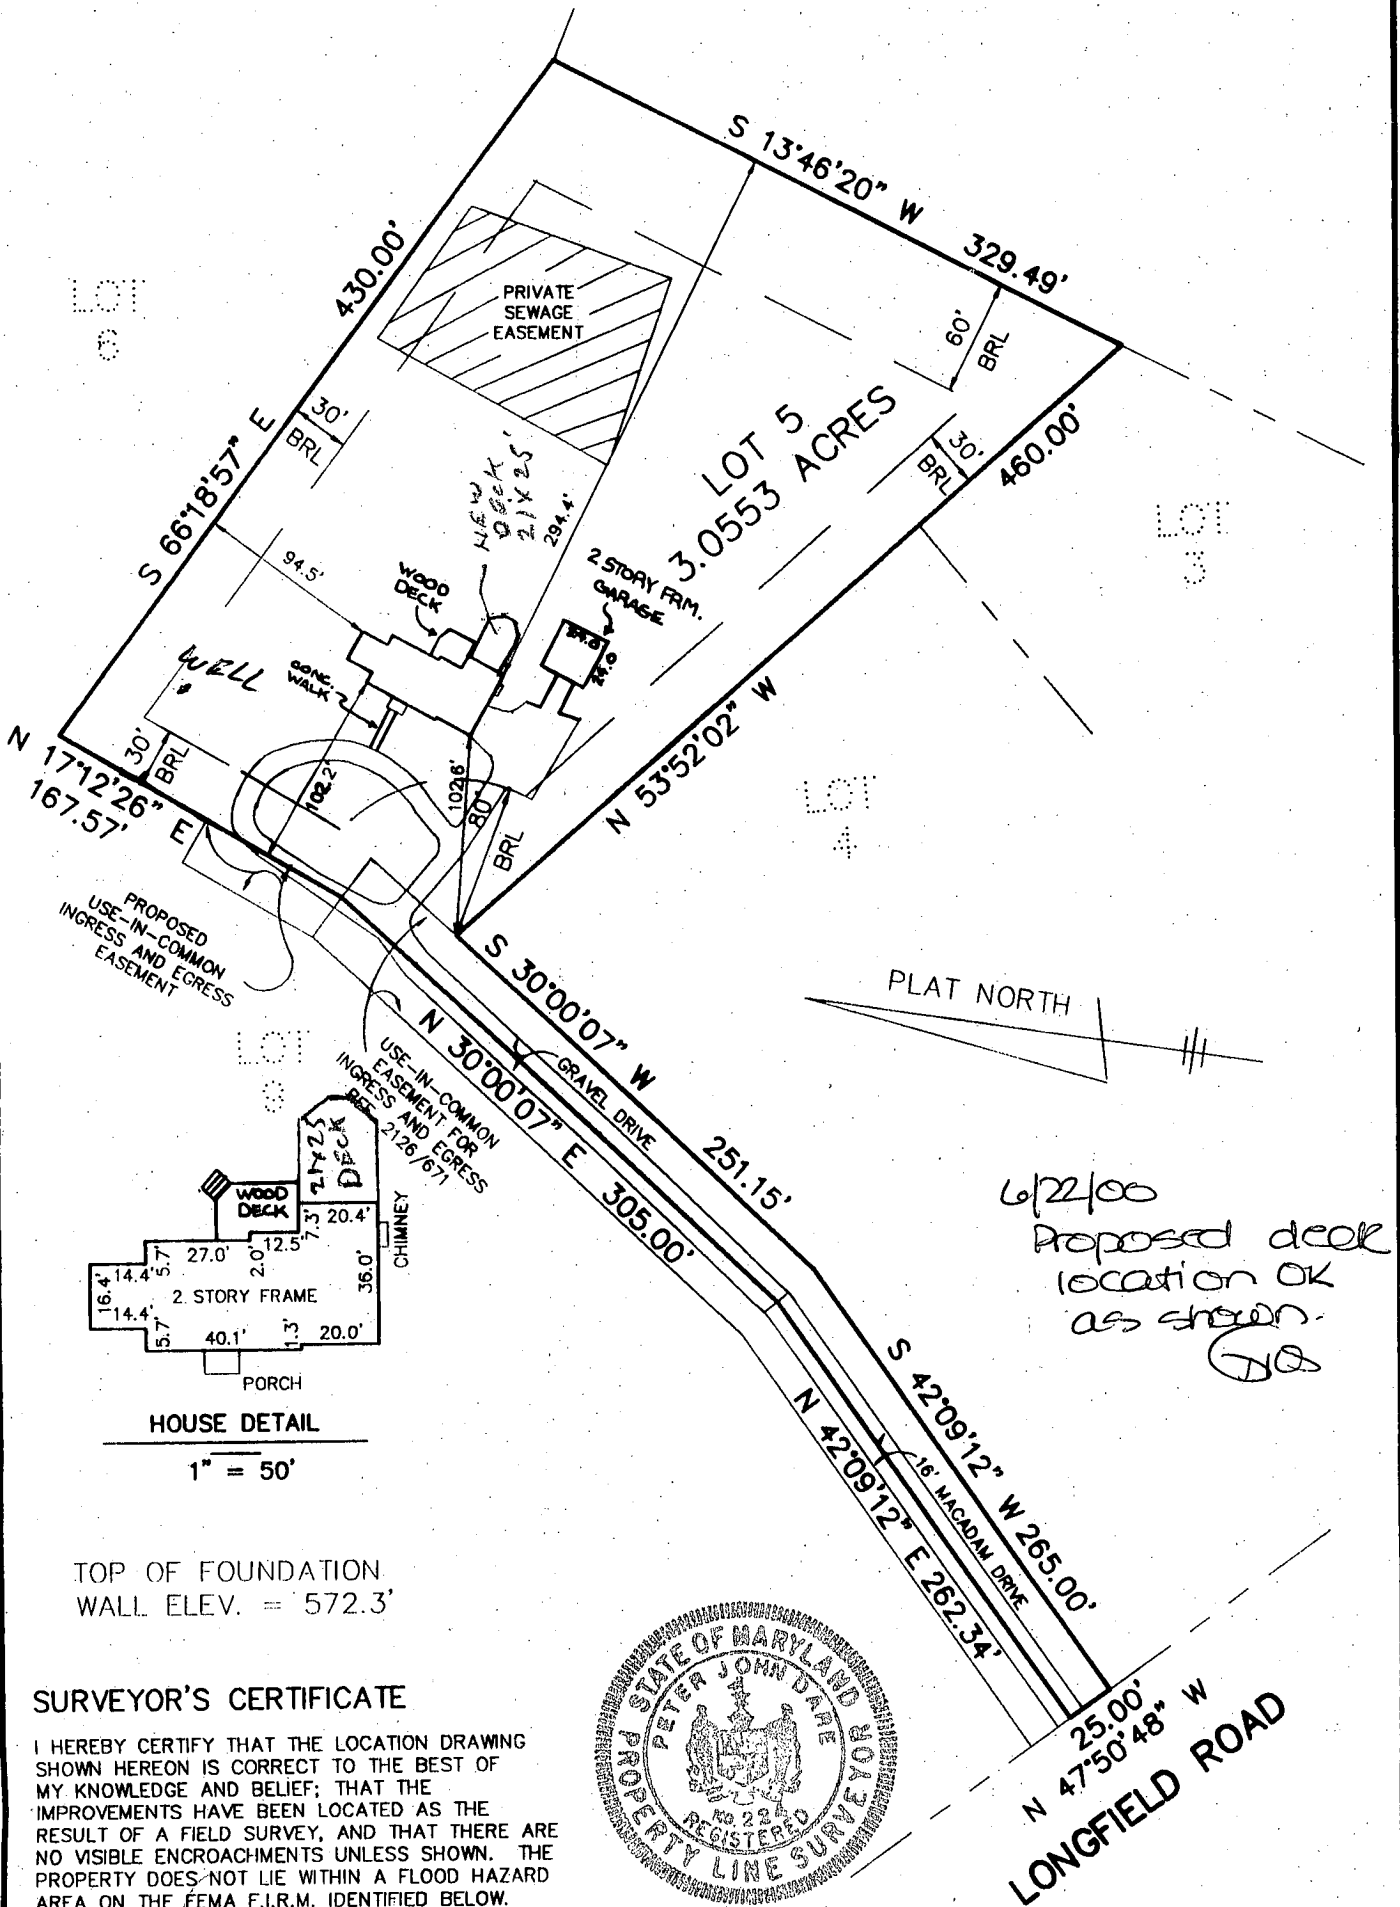 S 13°46'20" W 329.49'
430.00'
S 66°18'57" E
LOT
6
PRIVATE
SEWAGE
EASEMENT
60'
BRL
30'
BRL
LOT 5
3.0553 ACRES
30'
BRL
460.00'
N 53°52'02" W
LOT
3
NEW
DECK
21X25'
294.4'
94.5'
WOOD
DECK
2 STORY FRM.
GARAGE
24.0
24.0
WELL
CONC.
WALK
N 17°12'26" E
167.57'
30'
BRL
102.2'
102.6'
80'
BRL
LOT
4
PROPOSED
USE-IN-COMMON
INGRESS AND EGRESS
EASEMENT
S 30°00'07" W 251.15'
PLAT NORTH
LOT
USE-IN-COMMON
EASEMENT FOR
INGRESS AND EGRESS
REF. 2126/671
GRAVEL DRIVE
N 30°00'07" E 305.00'
21X25
DECK
WOOD
DECK
7.3'
20.4'
CHIMNEY
27.0'
2.0'
12.5'
36.0'
5.7'
14.4'
16.4'
2 STORY FRAME
14.4'
5.7'
40.1'
1.3'
20.0'
PORCH
HOUSE DETAIL
1" = 50'
6/22/00
Proposed deck
location OK
as shown.
S 42°09'12" W 265.00'
16' MACADAM DRIVE
N 42°09'12" E 262.34'
TOP OF FOUNDATION
WALL ELEV. = 572.3'
25.00'
N 47°50'48" W
LONGFIELD ROAD
SURVEYOR'S CERTIFICATE
I HEREBY CERTIFY THAT THE LOCATION DRAWING
SHOWN HEREON IS CORRECT TO THE BEST OF
MY KNOWLEDGE AND BELIEF; THAT THE
IMPROVEMENTS HAVE BEEN LOCATED AS THE
RESULT OF A FIELD SURVEY, AND THAT THERE ARE
NO VISIBLE ENCROACHMENTS UNLESS SHOWN. THE
PROPERTY DOES NOT LIE WITHIN A FLOOD HAZARD
AREA ON THE FEMA F.I.R.M. IDENTIFIED BELOW.
STATE OF MARYLAND
PETER JOHN DARE
REGISTERED
PROPERTY LINE SURVEYOR